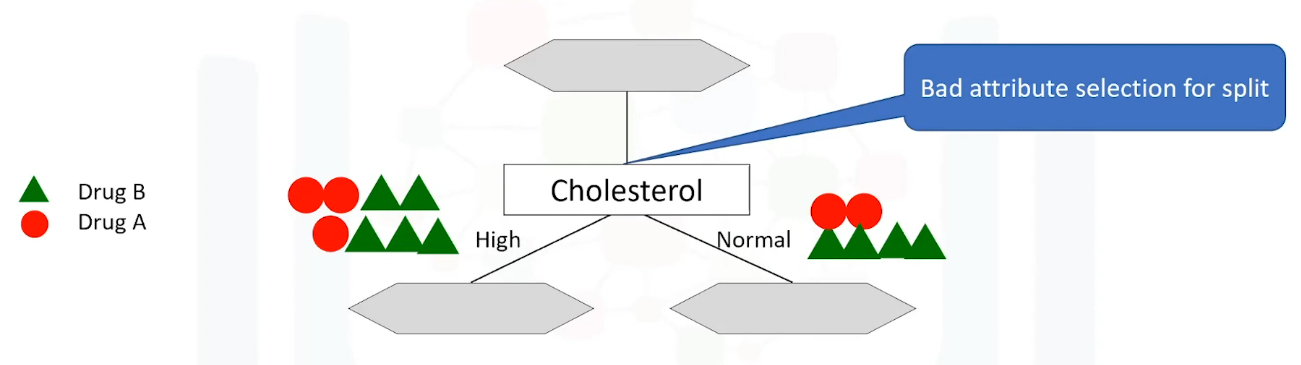 Bad attribute selection for split
Cholesterol
Drug B
Drug A
High
Normal